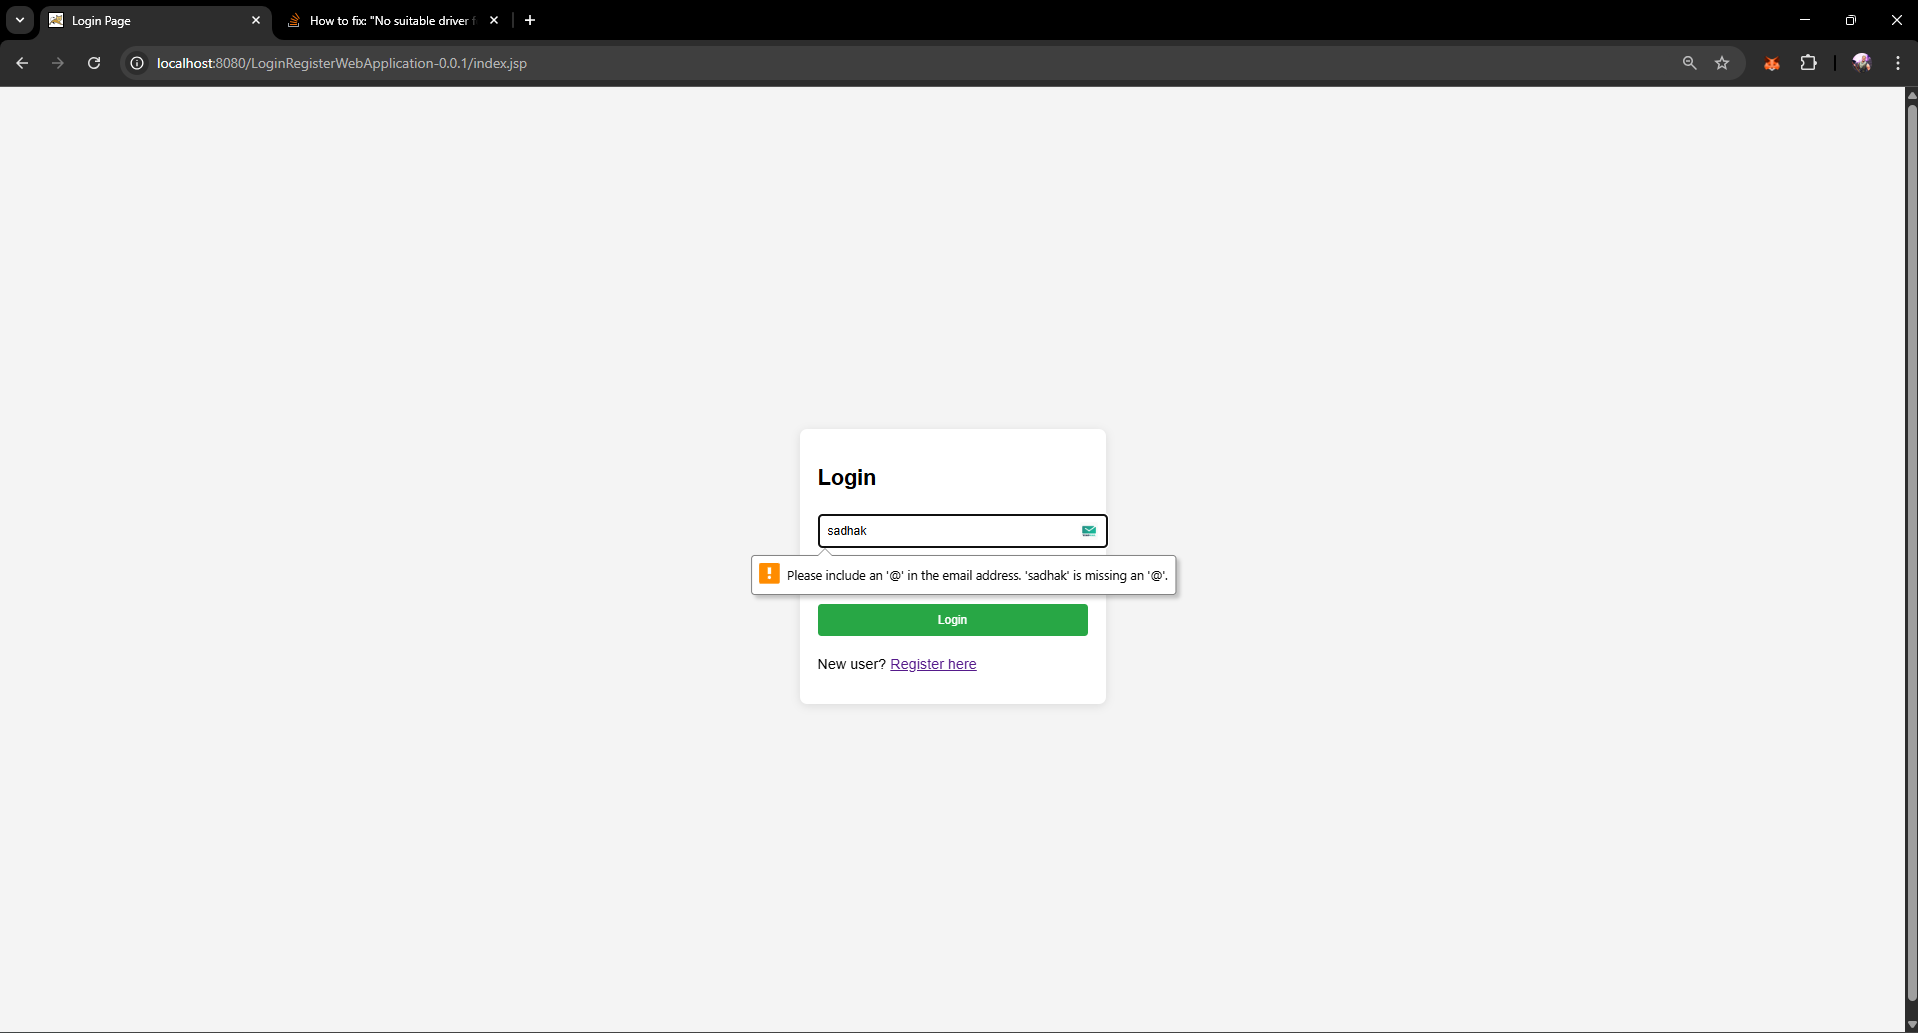 Login Page
How to fix: "No suitable driver
localhost:8080/LoginRegisterWebApplication-0.0.1/index.jsp
Login
sadhak
Please include an '@' in the email address. 'sadhak' is missing an '@'.
Login
New user? Register here